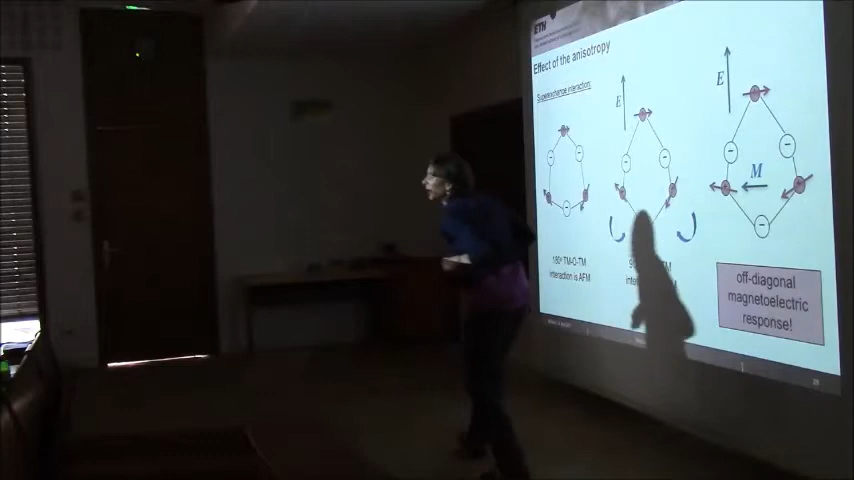 ETH
Effect of the anisotropy
Superexchange interaction:
E
E
M
180° TM-O-TM
interaction is AFM
off-diagonal
magnetoelectric
response!